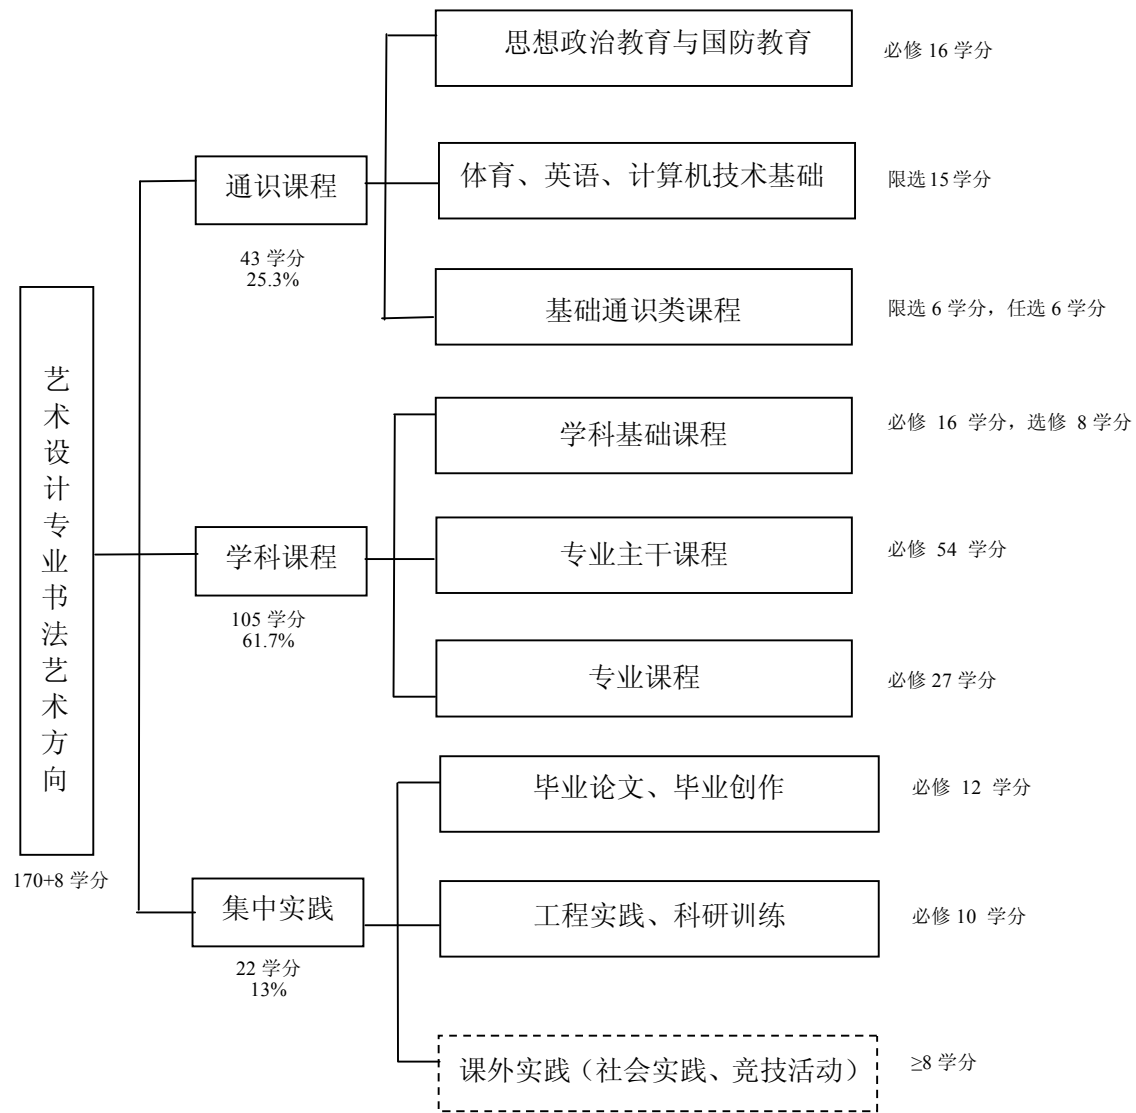 思想政治教育与国防教育
必修 16 学分
体育、英语、计算机技术基础
限选 15 学分
通识课程
43 学分
25.3%
基础通识类课程
限选 6 学分，任选 6 学分
艺术设计专业书法艺术方向
170+8 学分
学科基础课程
必修 16 学分，选修 8 学分
学科课程
105 学分
61.7%
专业主干课程
必修 54 学分
专业课程
必修 27 学分
毕业论文、毕业创作
必修 12 学分
集中实践
22 学分
13%
工程实践、科研训练
必修 10 学分
课外实践（社会实践、竞技活动）
≥8 学分